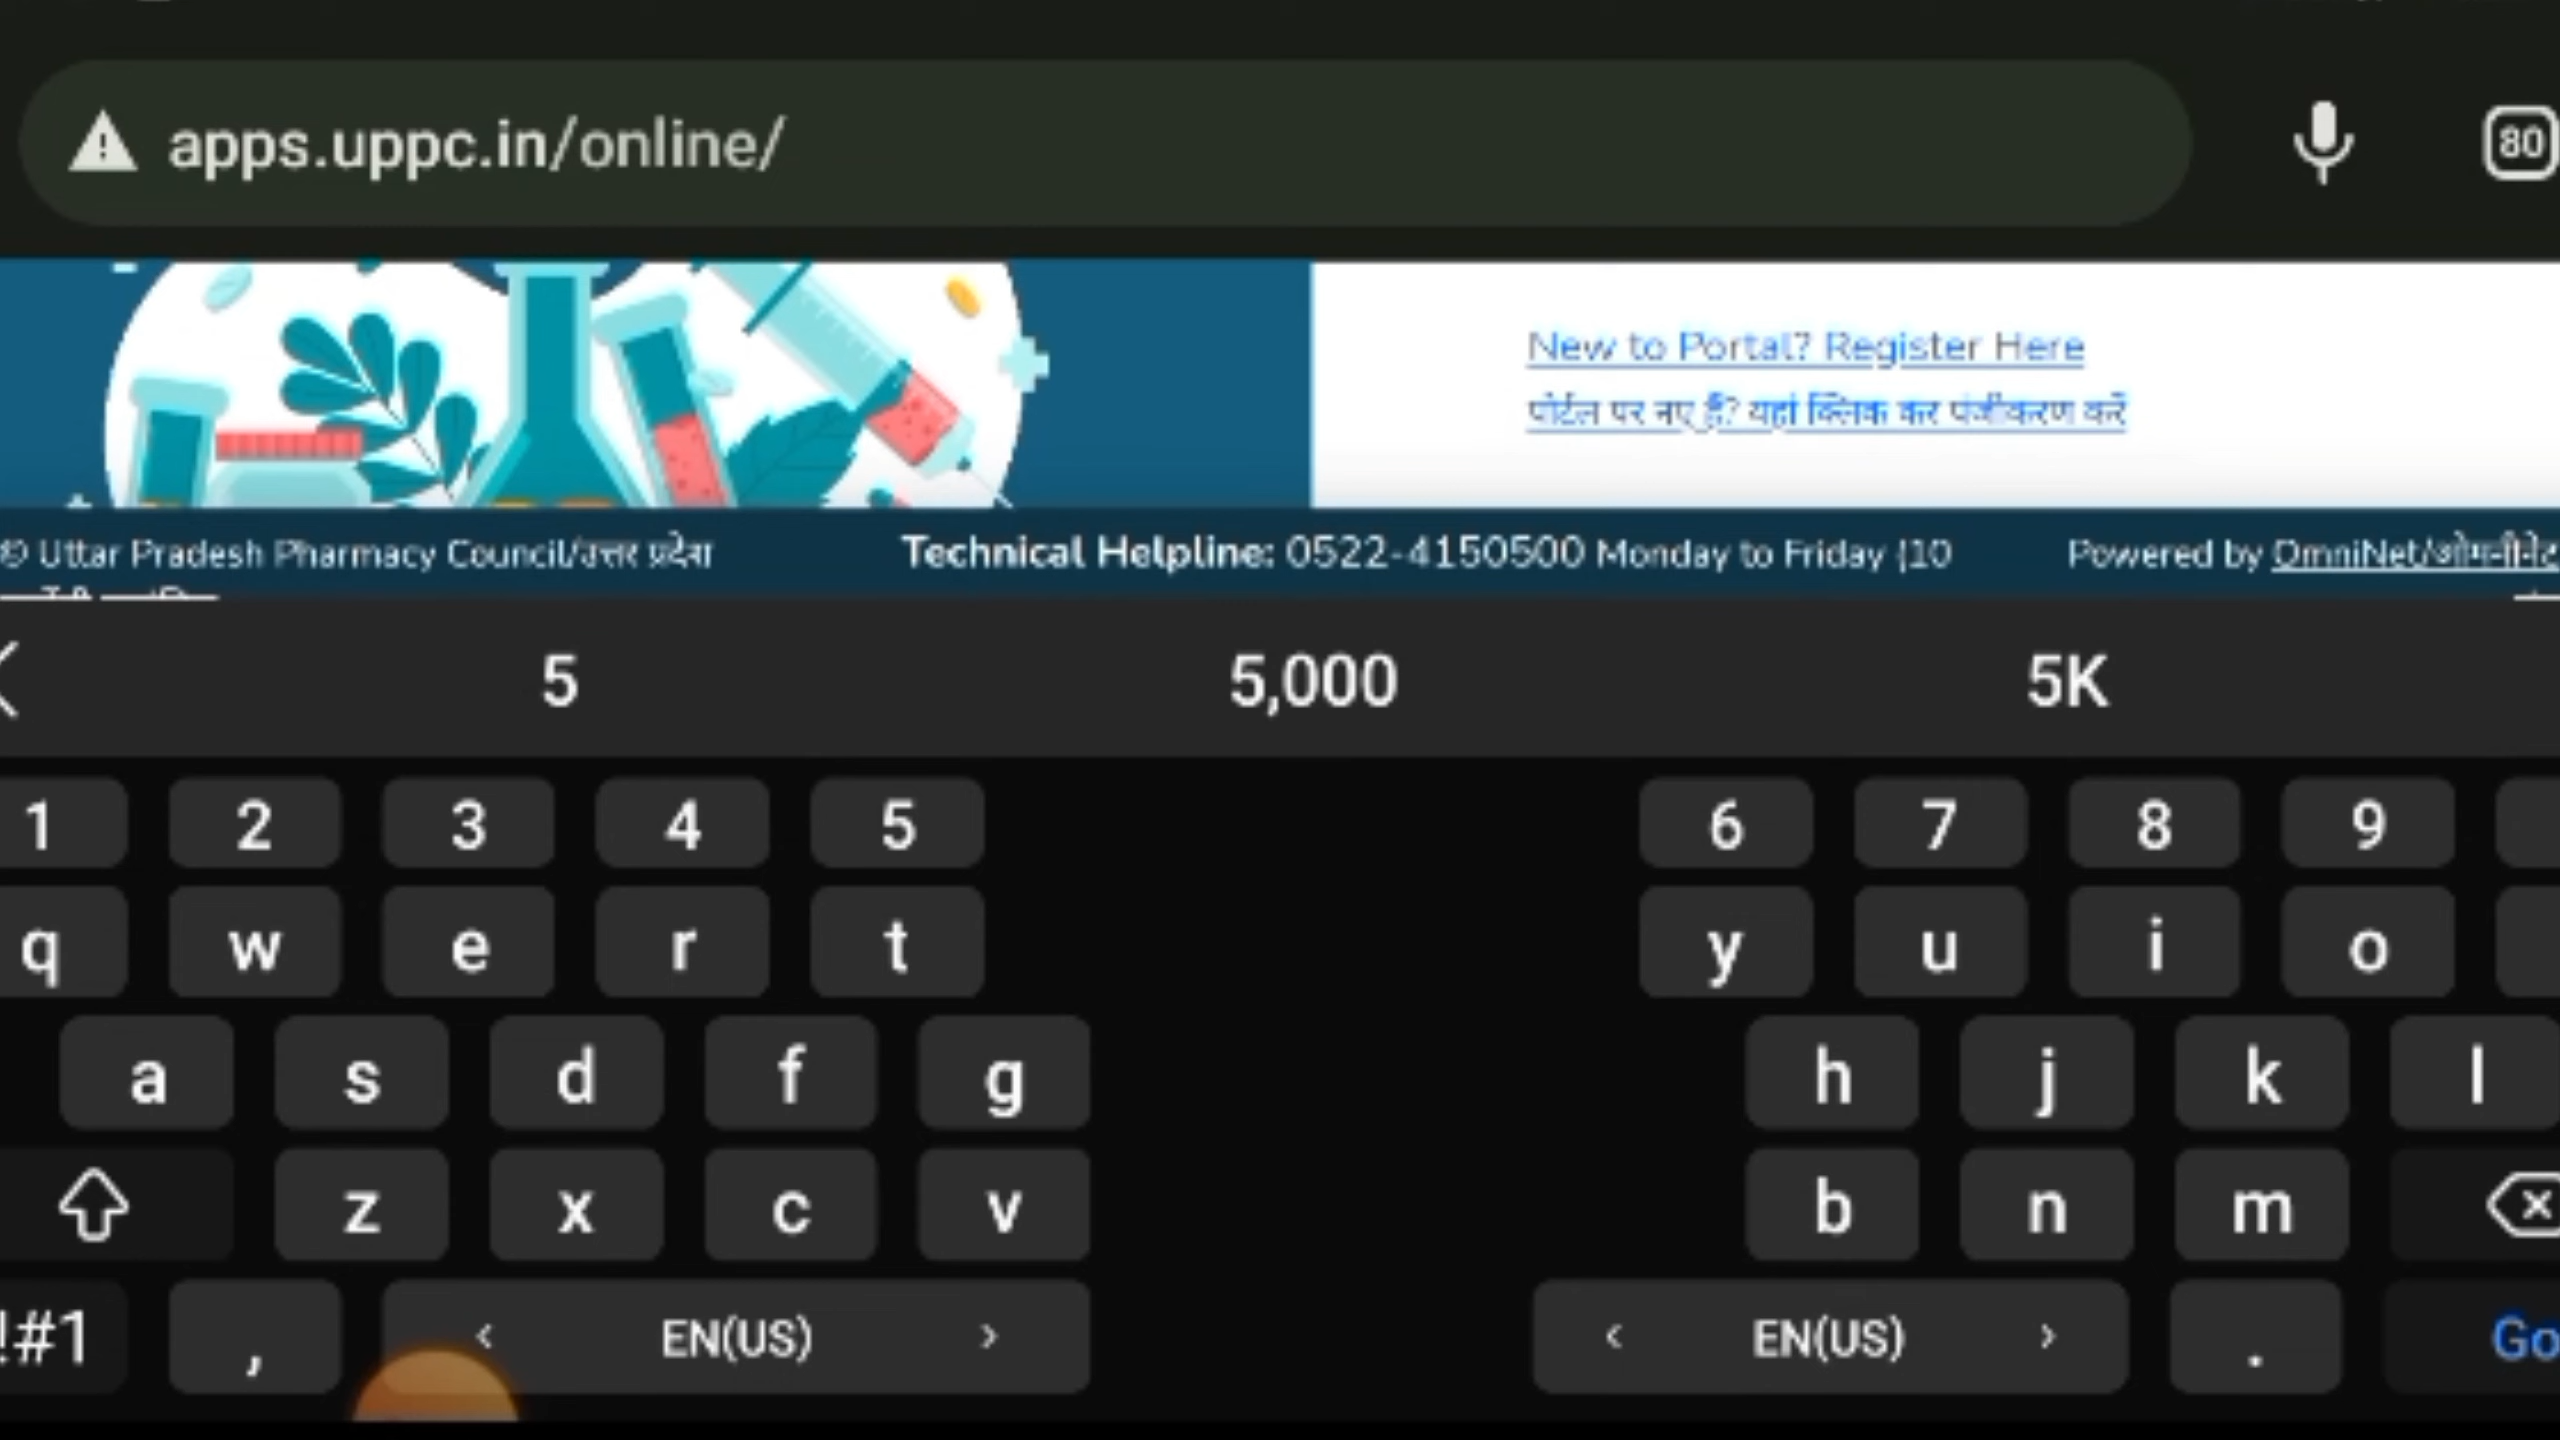 apps.uppc.in/online/
80
New to Portal? Register Here
पोर्टल पर नए हैं? यहां क्लिक कर पंजीकरण करें
© Uttar Pradesh Pharmacy Council/उत्तर प्रदेश
Technical Helpline: 0522-4150500 Monday to Friday (10
Powered by OmniNet/ओमनीनेट
5 5,000 5K
1 2 3 4 5 6 7 8 9
q w e r t y u i o
a s d f g h j k l
z x c v b n m
!#1 , < EN(US) > < EN(US) > . Go